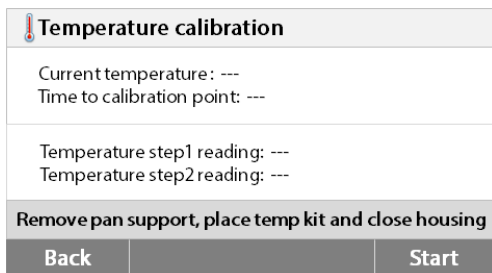 Temperature calibration
Current temperature: ---
Time to calibration point: ---
Temperature step1 reading: ---
Temperature step2 reading: ---
Remove pan support, place temp kit and close housing
Back
Start